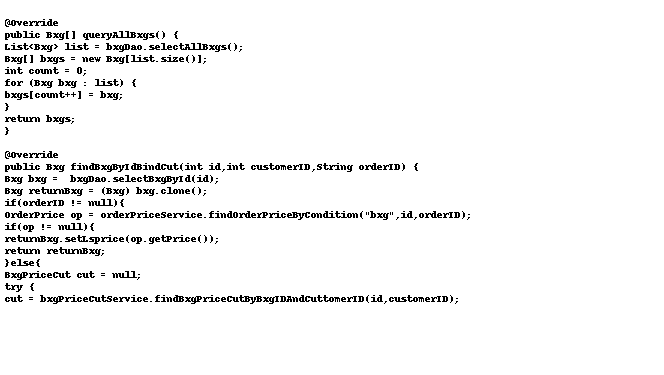 @Override
public Bxg[] queryAllBxgs() {
List<Bxg> list = bxgDao.selectAllBxgs();
Bxg[] bxgs = new Bxg[list.size()];
int count = 0;
for (Bxg bxg : list) {
bxgs[count++] = bxg;
}
return bxgs;
}

@Override
public Bxg findBxgByIdBindCut(int id,int customerID,String orderID) {
Bxg bxg =  bxgDao.selectBxgById(id);
Bxg returnBxg = (Bxg) bxg.clone();
if(orderID != null){
OrderPrice op = orderPriceService.findOrderPriceByCondition("bxg",id,orderID);
if(op != null){
returnBxg.setLsprice(op.getPrice());
return returnBxg;
}else{
BxgPriceCut cut = null;
try {
cut = bxgPriceCutService.findBxgPriceCutByBxgIDAndCuttomerID(id,customerID);